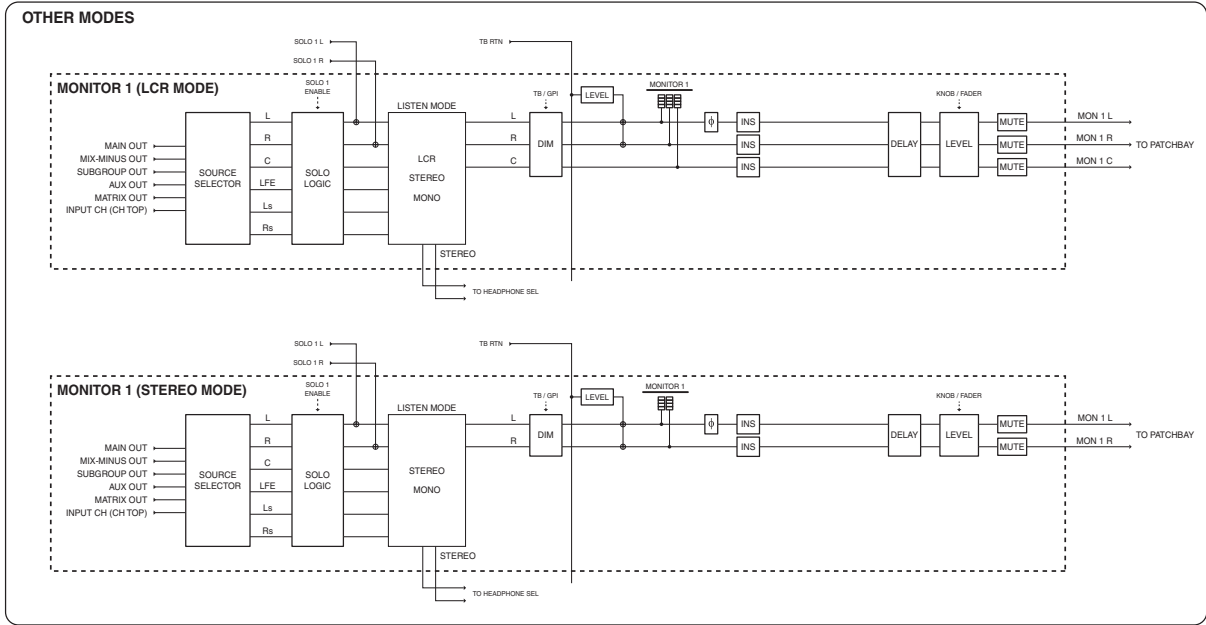 OTHER MODES
SOLO 1 L
TB RTN
SOLO 1 R
MONITOR 1 (LCR MODE)
SOLO 1
ENABLE
LISTEN MODE
TB / GPI
LEVEL
MONITOR 1
KNOB / FADER
MAIN OUT
MIX-MINUS OUT
SUBGROUP OUT
AUX OUT
MATRIX OUT
INPUT CH (CH TOP)
SOURCE
SELECTOR
L
R
C
LFE
Ls
Rs
SOLO
LOGIC
LCR
STEREO
MONO
L
R
C
DIM
ϕ
INS
INS
INS
DELAY
LEVEL
MUTE
MUTE
MUTE
MON 1 L
MON 1 R
MON 1 C
TO PATCHBAY
STEREO
TO HEADPHONE SEL
SOLO 1 L
TB RTN
SOLO 1 R
MONITOR 1 (STEREO MODE)
SOLO 1
ENABLE
LISTEN MODE
TB / GPI
LEVEL
MONITOR 1
KNOB / FADER
MAIN OUT
MIX-MINUS OUT
SUBGROUP OUT
AUX OUT
MATRIX OUT
INPUT CH (CH TOP)
SOURCE
SELECTOR
L
R
C
LFE
Ls
Rs
SOLO
LOGIC
STEREO
MONO
L
R
DIM
ϕ
INS
INS
DELAY
LEVEL
MUTE
MUTE
MON 1 L
MON 1 R
TO PATCHBAY
STEREO
TO HEADPHONE SEL